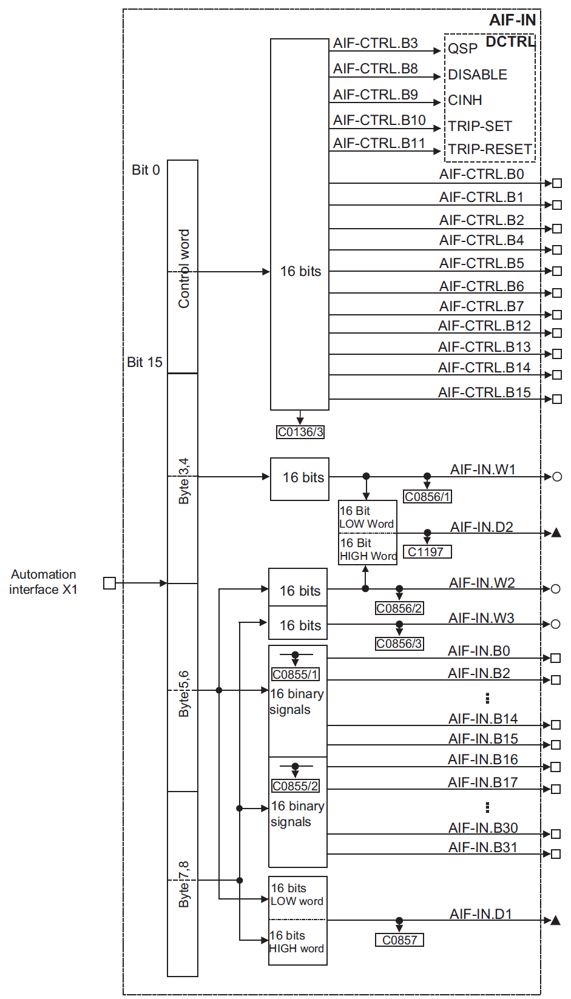 AIF-IN
DCTRL
AIF-CTRL.B3
QSP
AIF-CTRL.B8
DISABLE
AIF-CTRL.B9
CINH
AIF-CTRL.B10
TRIP-SET
AIF-CTRL.B11
TRIP-RESET
Bit 0
AIF-CTRL.B0
AIF-CTRL.B1
AIF-CTRL.B2
AIF-CTRL.B4
Control word
16 bits
AIF-CTRL.B5
AIF-CTRL.B6
AIF-CTRL.B7
AIF-CTRL.B12
AIF-CTRL.B13
Bit 15
AIF-CTRL.B14
AIF-CTRL.B15
C0136/3
Byte 3,4
16 bits
AIF-IN.W1
C0856/1
16 Bit
LOW Word
AIF-IN.D2
16 Bit
HIGH Word
C1197
Automation
interface X1
16 bits
AIF-IN.W2
C0856/2
16 bits
AIF-IN.W3
C0856/3
AIF-IN.B0
C0855/1
AIF-IN.B2
Byte 5,6
16 binary
signals
AIF-IN.B14
AIF-IN.B15
AIF-IN.B16
C0855/2
AIF-IN.B17
16 binary
signals
AIF-IN.B30
AIF-IN.B31
Byte 7,8
16 bits
LOW word
AIF-IN.D1
16 bits
HIGH word
C0857